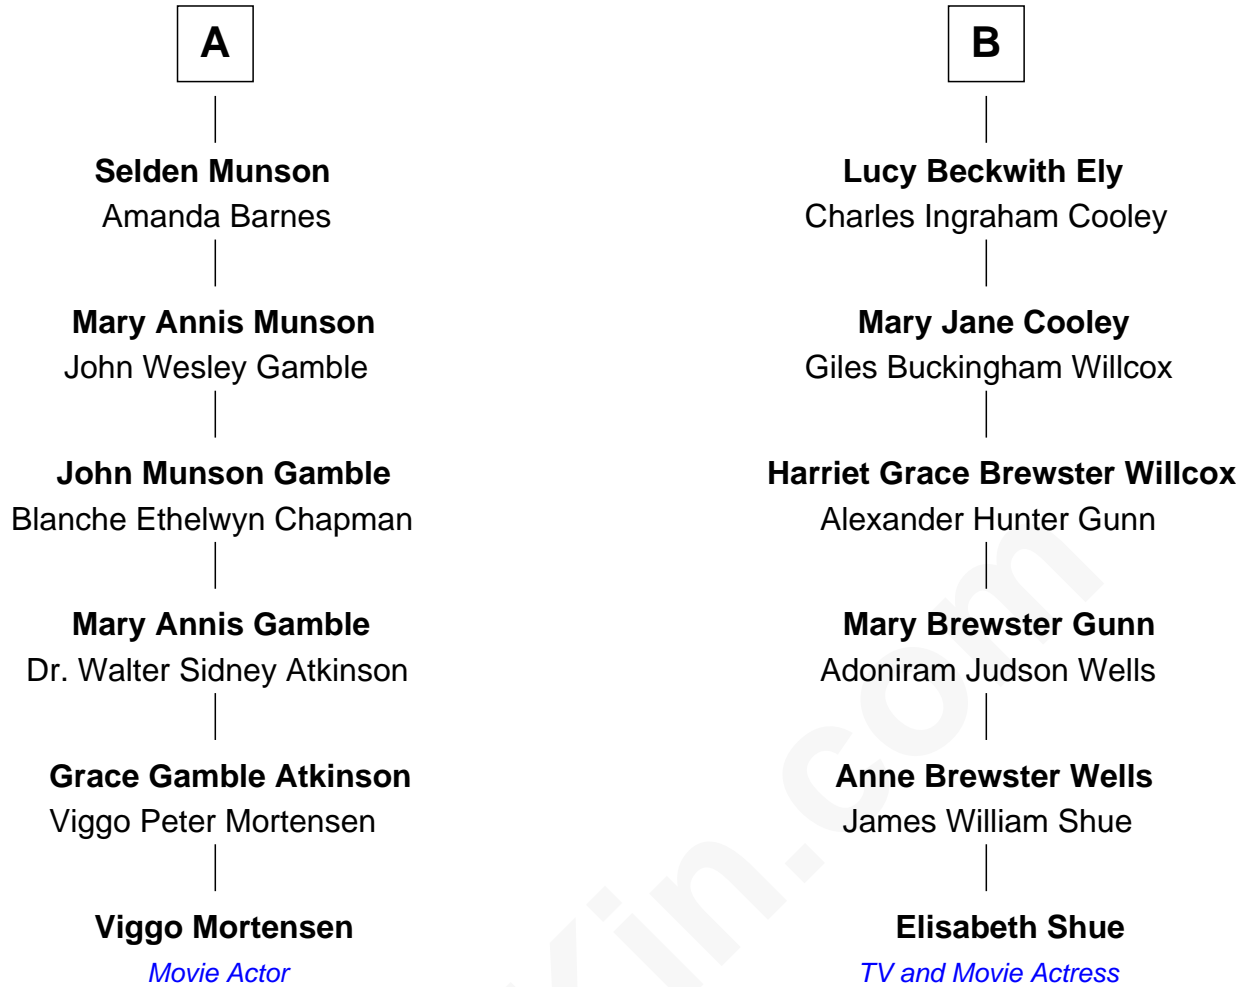 A
Selden Munson
Amanda Barnes
Mary Annis Munson
John Wesley Gamble
John Munson Gamble
Blanche Ethelwyn Chapman
Mary Annis Gamble
Dr. Walter Sidney Atkinson
Grace Gamble Atkinson
Viggo Peter Mortensen
Viggo Mortensen
Movie Actor
B
Lucy Beckwith Ely
Charles Ingraham Cooley
Mary Jane Cooley
Giles Buckingham Willcox
Harriet Grace Brewster Willcox
Alexander Hunter Gunn
Mary Brewster Gunn
Adoniram Judson Wells
Anne Brewster Wells
James William Shue
Elisabeth Shue
TV and Movie Actress
Kin.com